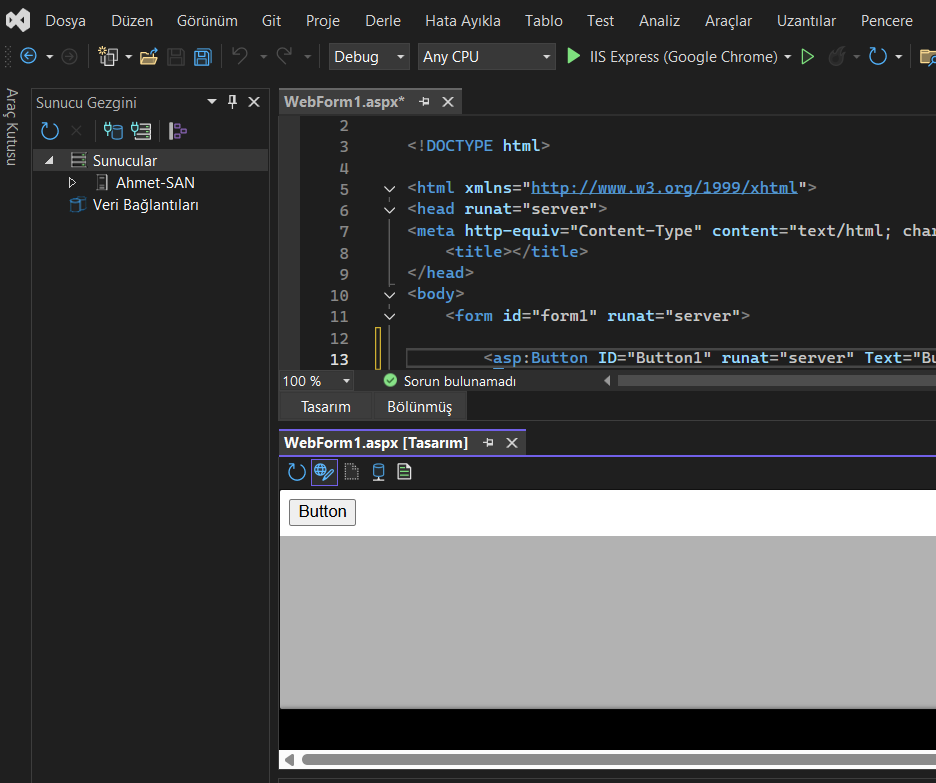 Dosya Düzen Görünüm Git Proje Derle Hata Ayıkla Tablo Test Analiz Araçlar Uzantılar Pencere
Debug Any CPU IIS Express (Google Chrome)
Araç Kutusu
Sunucu Gezgini
Sunucular
Ahmet-SAN
Veri Bağlantıları
WebForm1.aspx*
2
3 <!DOCTYPE html>
4
5 <html xmlns="http://www.w3.org/1999/xhtml">
6 <head runat="server">
7 <meta http-equiv="Content-Type" content="text/html; char
8 <title></title>
9 </head>
10 <body>
11 <form id="form1" runat="server">
12
13 <asp:Button ID="Button1" runat="server" Text="Bu
100 % Sorun bulunamadı
Tasarım Bölünmüş
WebForm1.aspx [Tasarım]
Button